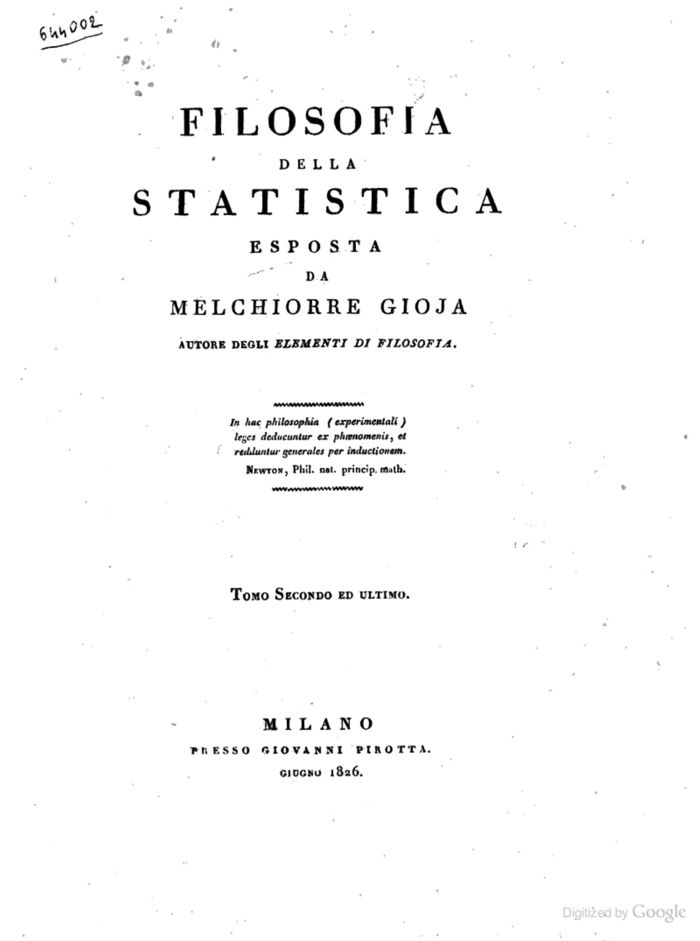 644002
FILOSOFIA
DELLA
STATISTICA
ESPOSTA
DA
MELCHIORRE GIOJA
AUTORE DEGLI ELEMENTI DI FILOSOFIA.
In hac philosophia (experimentali)
leges deducuntur ex phænomenis, et
redduntur generales per inductionem.
NEWTON, Phil. nat. princip. math.
TOMO SECONDO ED ULTIMO.
MILANO
PRESSO GIOVANNI PIROTTA.
GIUGNO 1826.
Digitized by Google